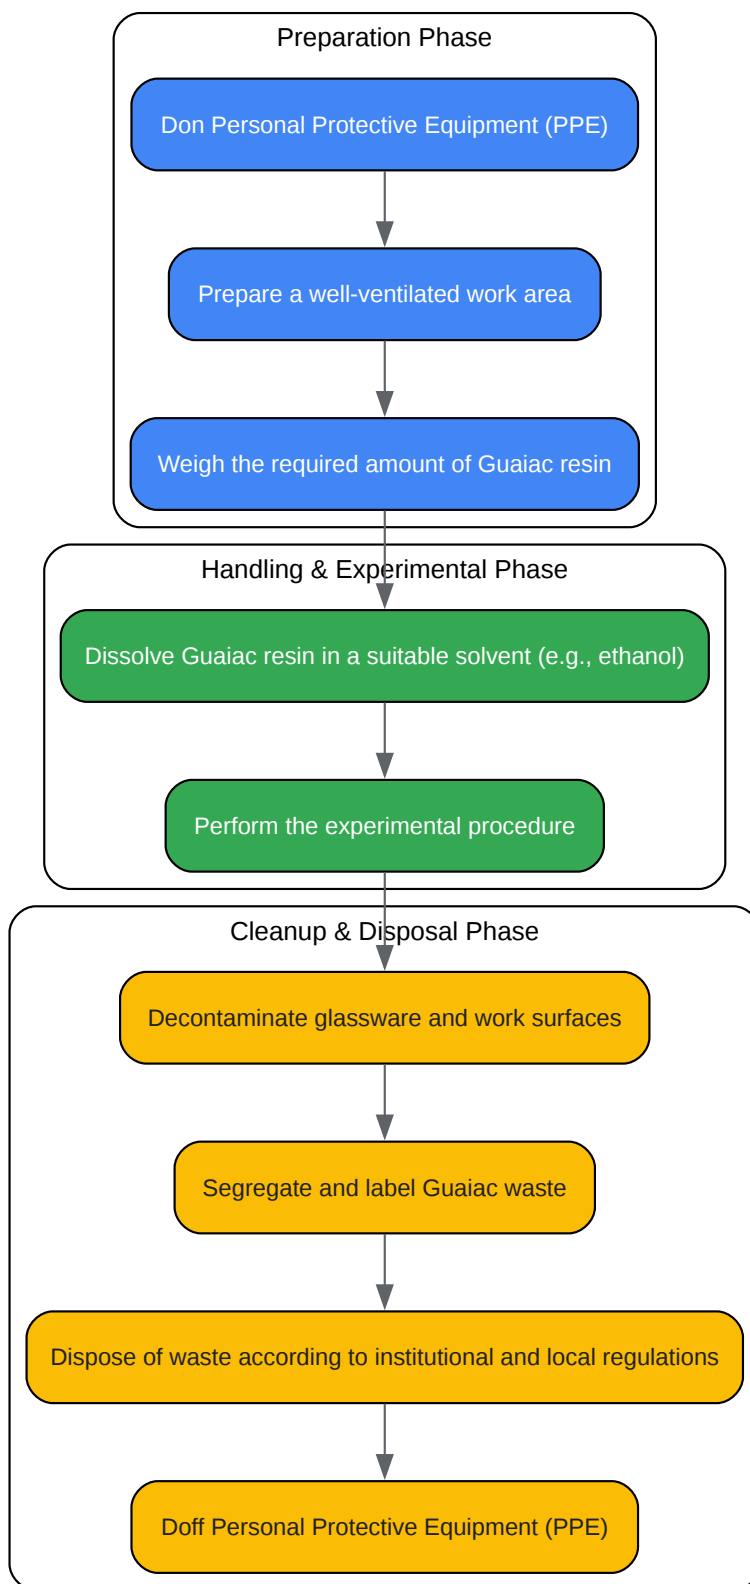 Preparation Phase
Don Personal Protective Equipment (PPE)
Prepare a well-ventilated work area
Weigh the required amount of Guaiac resin
Handling & Experimental Phase
Dissolve Guaiac resin in a suitable solvent (e.g., ethanol)
Perform the experimental procedure
Cleanup & Disposal Phase
Decontaminate glassware and work surfaces
Segregate and label Guaiac waste
Dispose of waste according to institutional and local regulations
Doff Personal Protective Equipment (PPE)